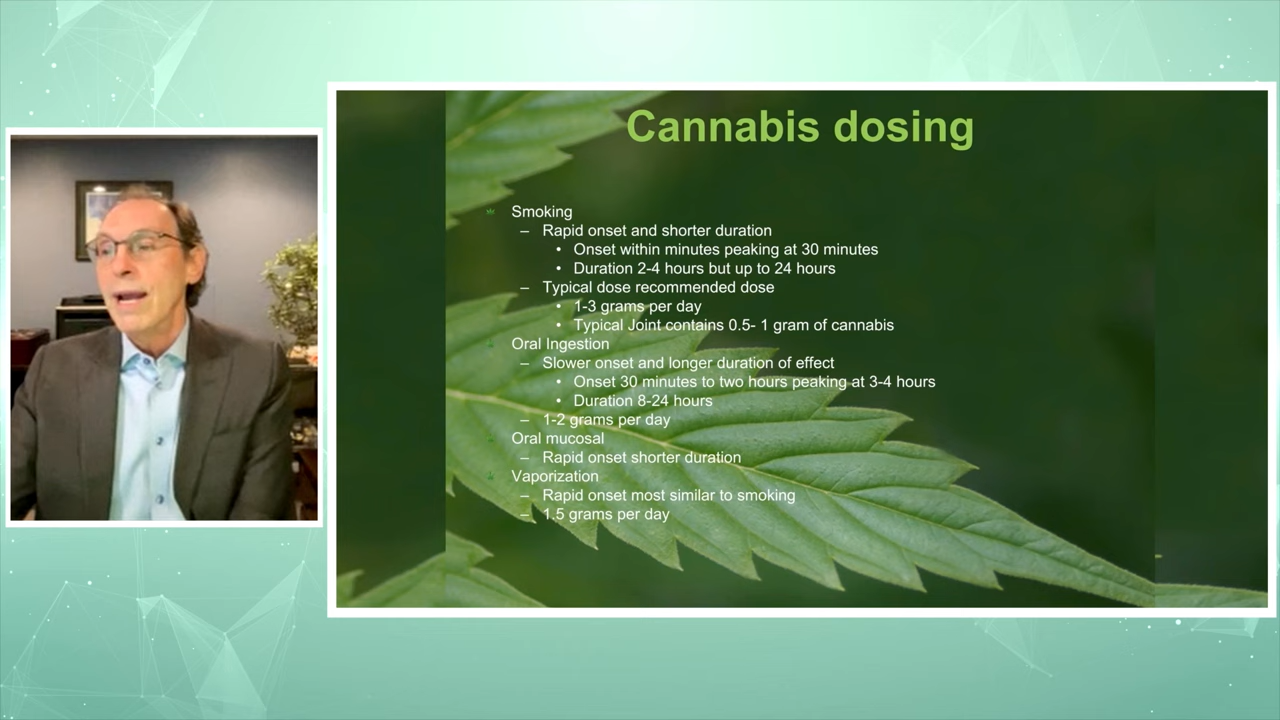 Cannabis dosing
Smoking
– Rapid onset and shorter duration
• Onset within minutes peaking at 30 minutes
• Duration 2-4 hours but up to 24 hours
– Typical dose recommended dose
• 1-3 grams per day
• Typical Joint contains 0.5- 1 gram of cannabis
Oral Ingestion
– Slower onset and longer duration of effect
• Onset 30 minutes to two hours peaking at 3-4 hours
• Duration 8-24 hours
– 1-2 grams per day
Oral mucosal
– Rapid onset shorter duration
Vaporization
– Rapid onset most similar to smoking
– 1.5 grams per day